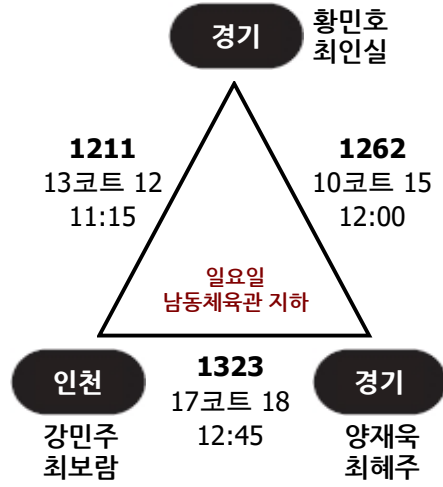 경기
황민호
최인실
1211
13코트 12
11:15
1262
10코트 15
12:00
일요일
남동체육관 지하
인천
강민주
최보람
1323
17코트 18
12:45
경기
양재욱
최혜주